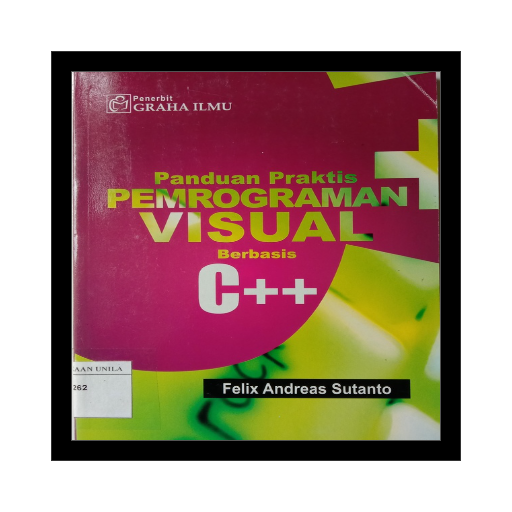 Penerbit
GRAHA ILMU
Panduan Praktis
PEMROGRAMAN
VISUAL
Berbasis
C++
AAN UNILA
262
Felix Andreas Sutanto